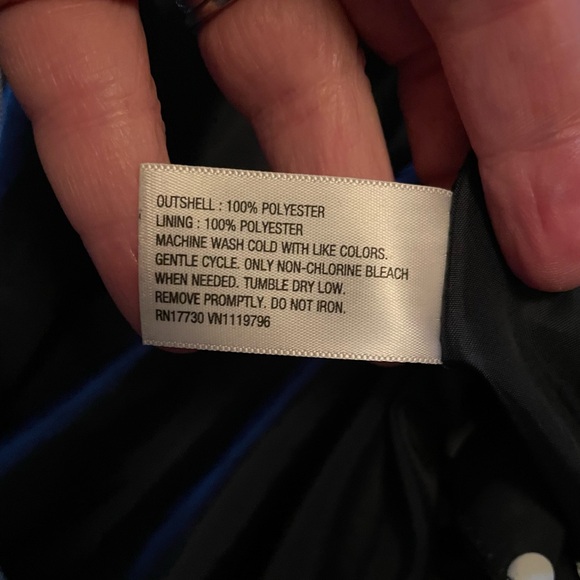 OUTSHELL : 100% POLYESTER
LINING : 100% POLYESTER
MACHINE WASH COLD WITH LIKE COLORS.
GENTLE CYCLE. ONLY NON-CHLORINE BLEACH
WHEN NEEDED. TUMBLE DRY LOW.
REMOVE PROMPTLY. DO NOT IRON.
RN17730 VN1119796